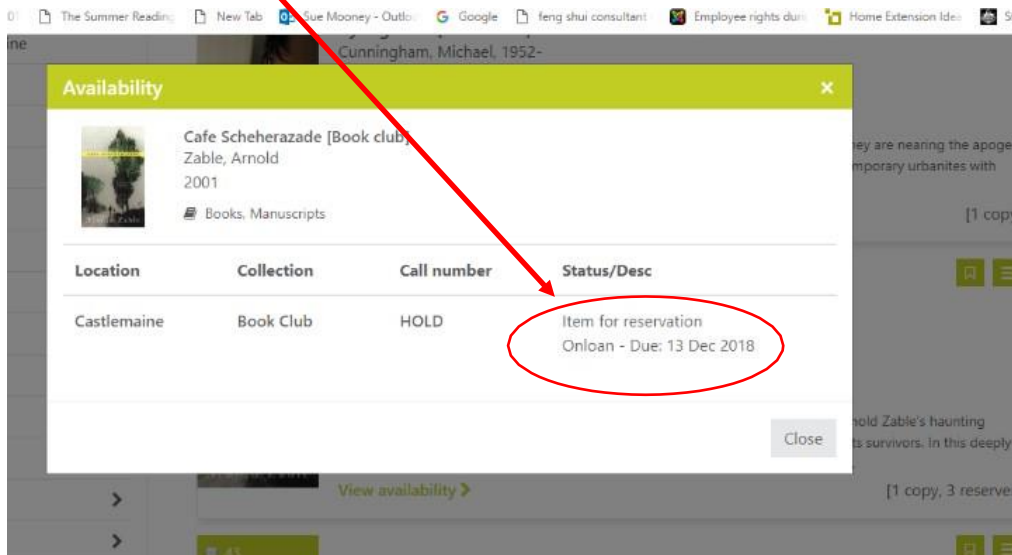 The Summer Reading New Tab Sue Mooney - Outlo Google feng shui consultant Employee rights dur Home Extension Idea
Cunningham, Michael, 1952-
Availability ×
Cafe Scheherazade [Book club]
Zable, Arnold
2001
Books, Manuscripts
ey are nearing the apoge
mporary urbanites with
[1 copy
Location Collection Call number Status/Desc
Castlemaine Book Club HOLD Item for reservation
Onloan - Due: 13 Dec 2018
Close
nold Zable's haunting
ts survivors. In this deeply
View availability >
[1 copy, 3 reserve